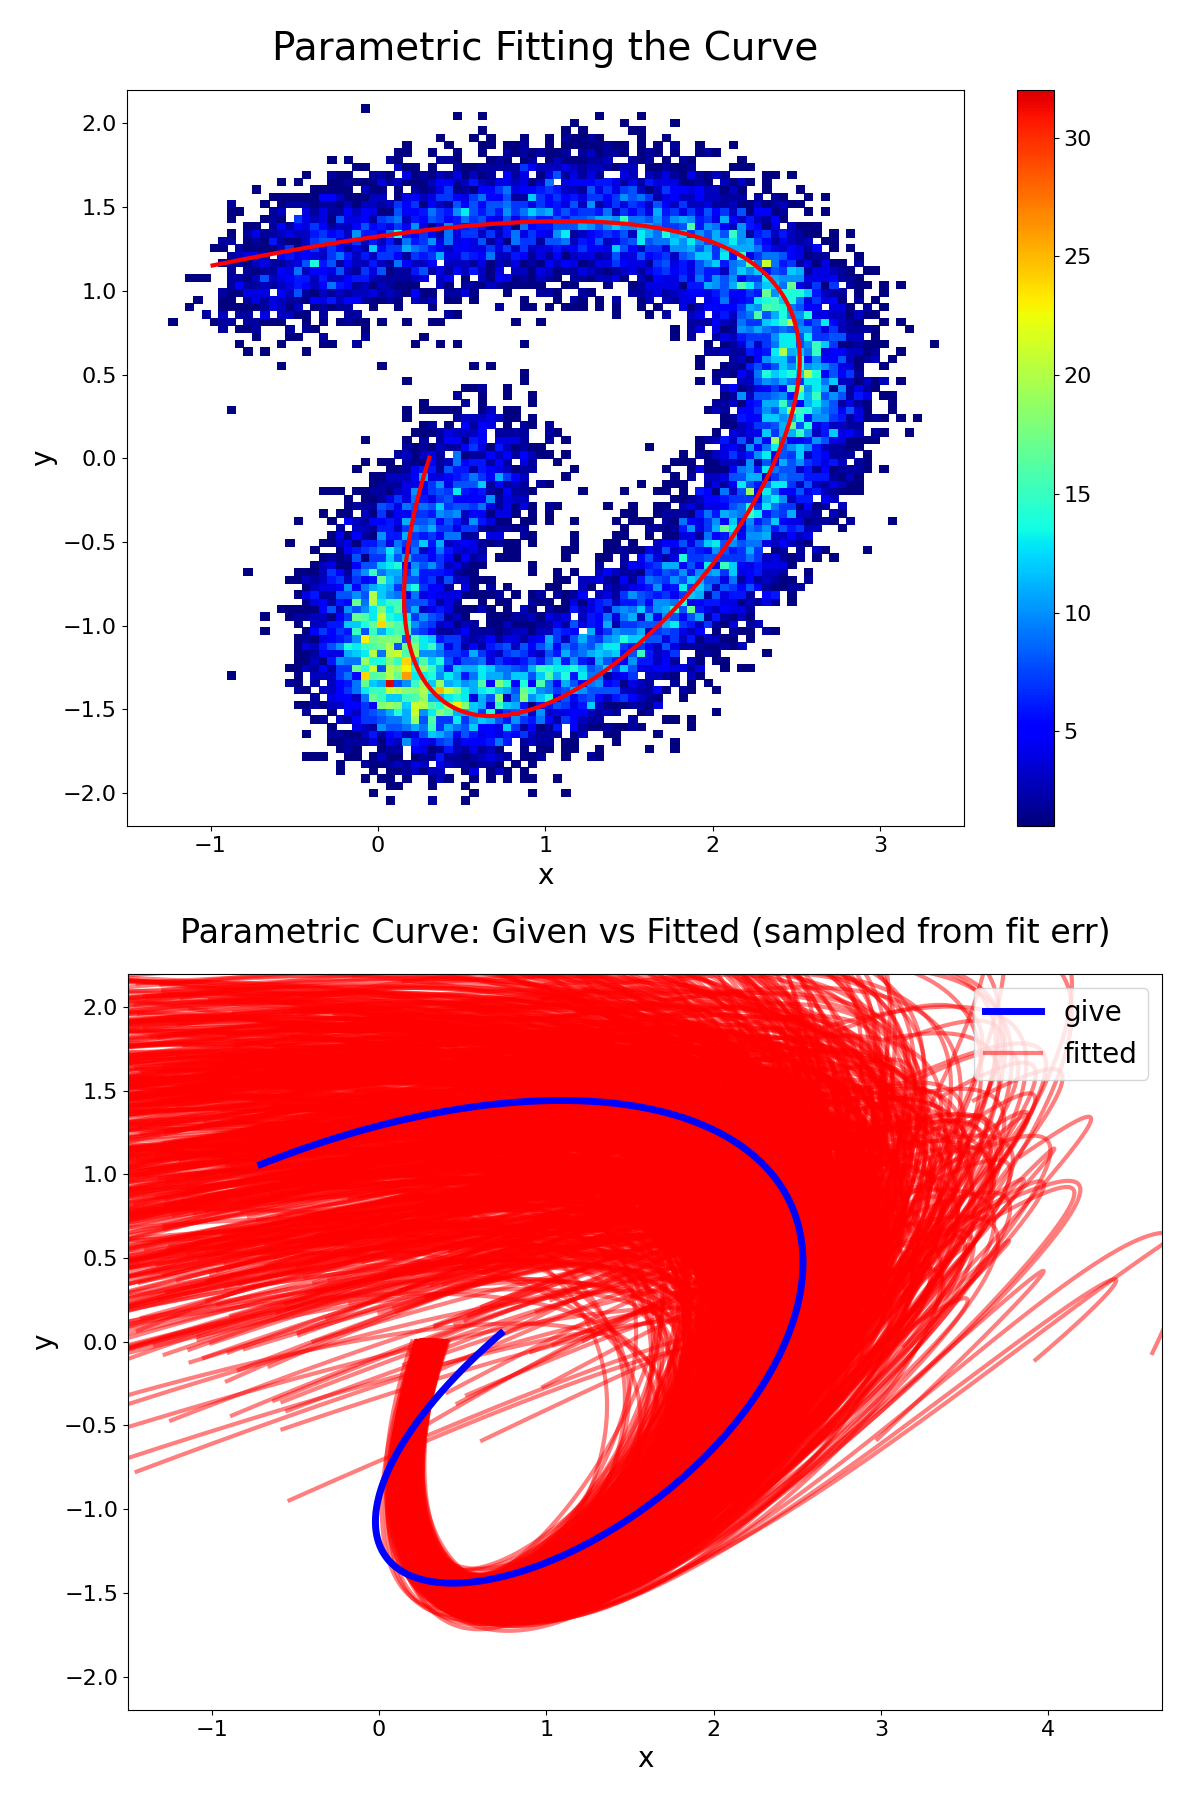 Parametric Fitting the Curve
2.0
1.5
1.0
0.5
0.0
−0.5
−1.0
−1.5
−2.0
y
−1 0 1 2 3
x
30
25
20
15
10
5
Parametric Curve: Given vs Fitted (sampled from fit err)
give
fitted
2.0
1.5
1.0
0.5
0.0
−0.5
−1.0
−1.5
−2.0
y
−1 0 1 2 3 4
x